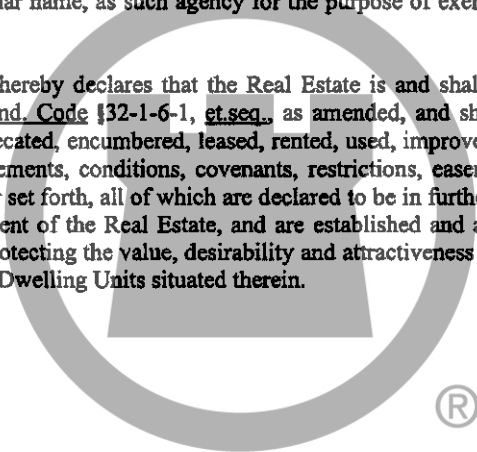 lar name, as such agency for the purpose of exer
hereby declares that the Real Estate is and shal
nd. Code §32-1-6-1, et.seq., as amended, and sh
ecated, encumbered, leased, rented, used, improve
ements, conditions, covenants, restrictions, easer
r set forth, all of which are declared to be in furthe
ent of the Real Estate, and are established and a
otecting the value, desirability and attractiveness
Dwelling Units situated therein.
®